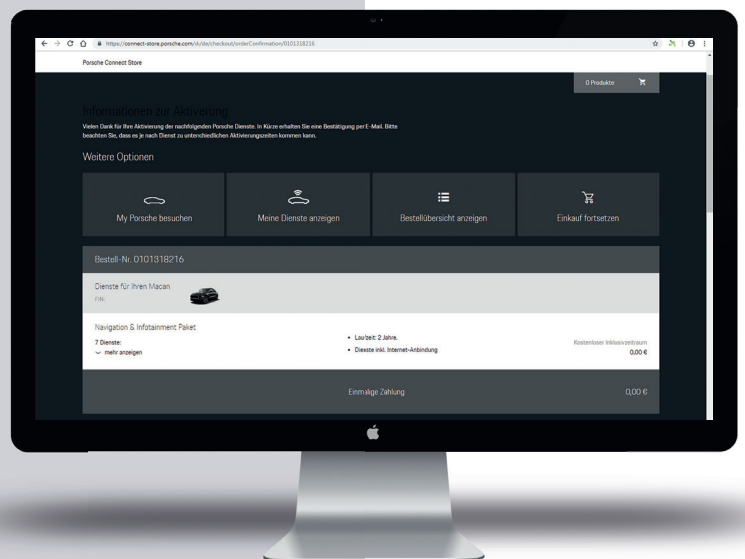 https://connect-store.porsche.com/di/de/checkout/orderConfirmation/0101318216
Porsche Connect Store
0 Produkte
Informationen zur Aktivierung
Vielen Dank für Ihre Aktivierung der nachfolgenden Porsche Dienste. In Kürze erhalten Sie eine Bestätigung per E-Mail. Bitte
beachten Sie, dass es je nach Dienst zu unterschiedlichen Aktivierungszeiten kommen kann.
Weitere Optionen
My Porsche besuchen
Meine Dienste anzeigen
Bestellübersicht anzeigen
Einkauf fortsetzen
Bestell-Nr. 0101318216
Dienste für Ihren Macan
FIN:
Navigation & Infotainment Paket
7 Dienste:
mehr anzeigen
• Laufzeit: 2 Jahre.
• Dienste inkl. Internet-Anbindung
Kostenloser Inklusivzeitraum
0,00 €
Einmalige Zahlung
0,00 €